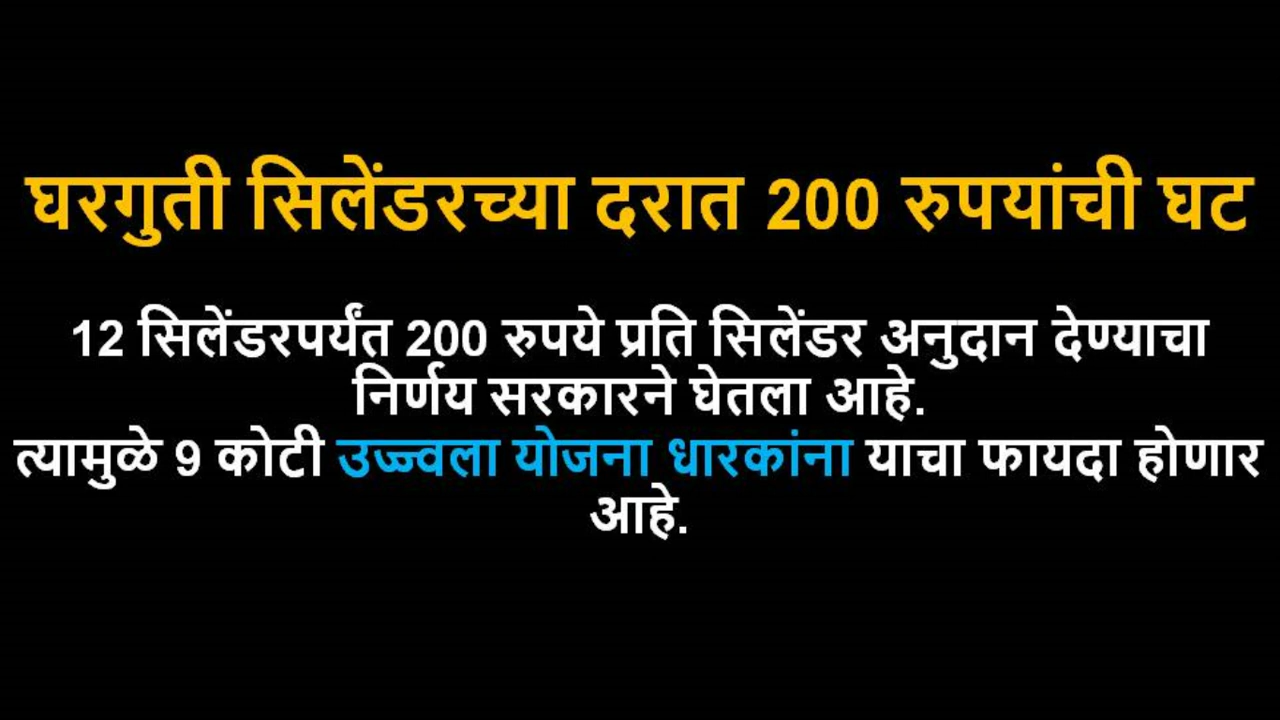 घरगुती सिलेंडरच्या दरात 200 रुपयांची घट
12 सिलेंडरपर्यंत 200 रुपये प्रति सिलेंडर अनुदान देण्याचा
निर्णय सरकारने घेतला आहे.
त्यामुळे 9 कोटी उज्ज्वला योजना धारकांना याचा फायदा होणार
आहे.